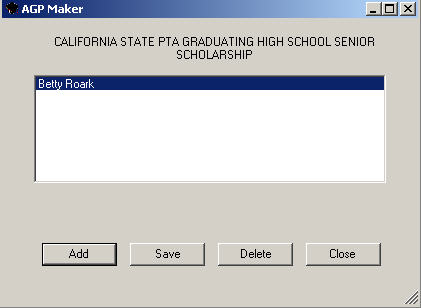 AGP Maker
CALIFORNIA STATE PTA GRADUATING HIGH SCHOOL SENIOR
SCHOLARSHIP
Betty Roark
Add
Save
Delete
Close